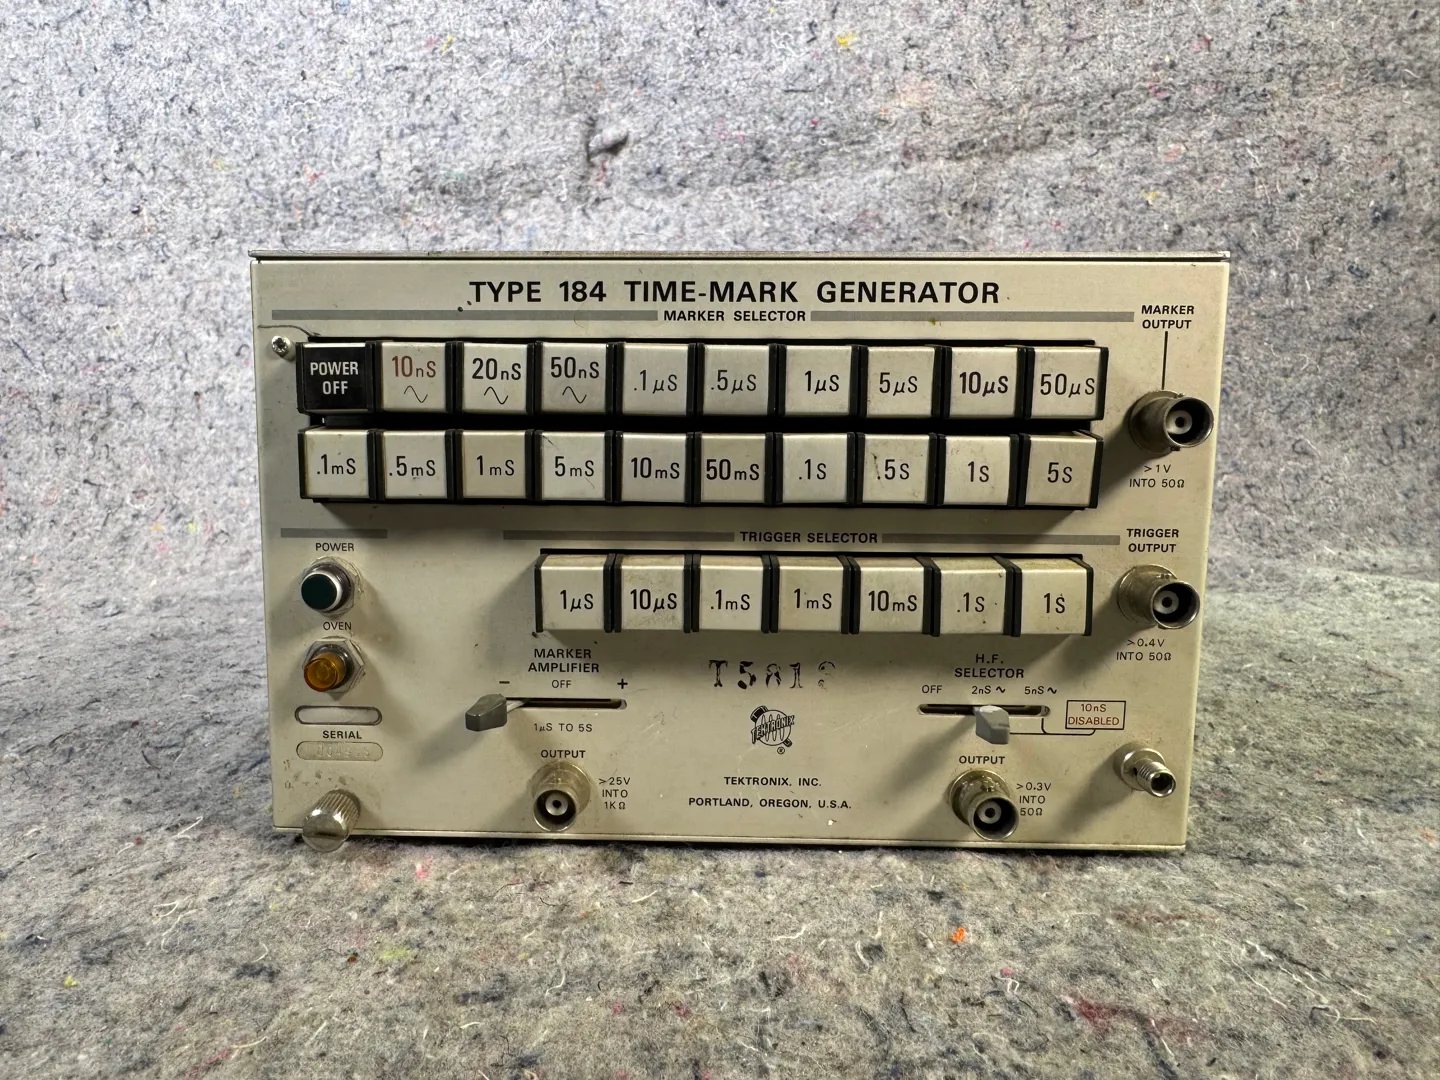 TYPE 184 TIME-MARK GENERATOR
MARKER SELECTOR
MARKER
OUTPUT
POWER
OFF
10nS
20nS
50nS
.1µS
.5µS
1µS
5µS
10µS
50µS
.1mS
.5mS
1mS
5mS
10mS
50mS
.1S
.5S
1S
5S
>1V
INTO 50Ω
TRIGGER SELECTOR
TRIGGER
OUTPUT
POWER
1µS
10µS
.1mS
1mS
10mS
.1S
1S
OVEN
>0.4V
INTO 50Ω
MARKER
AMPLIFIER
− OFF +
1µS TO 5S
H.F.
SELECTOR
OFF 2nS ∿ 5nS ∿
10nS
DISABLED
TEKTRONIX
®
SERIAL
OUTPUT
>25V
INTO
1KΩ
TEKTRONIX, INC.
PORTLAND, OREGON, U.S.A.
OUTPUT
>0.3V
INTO
50Ω